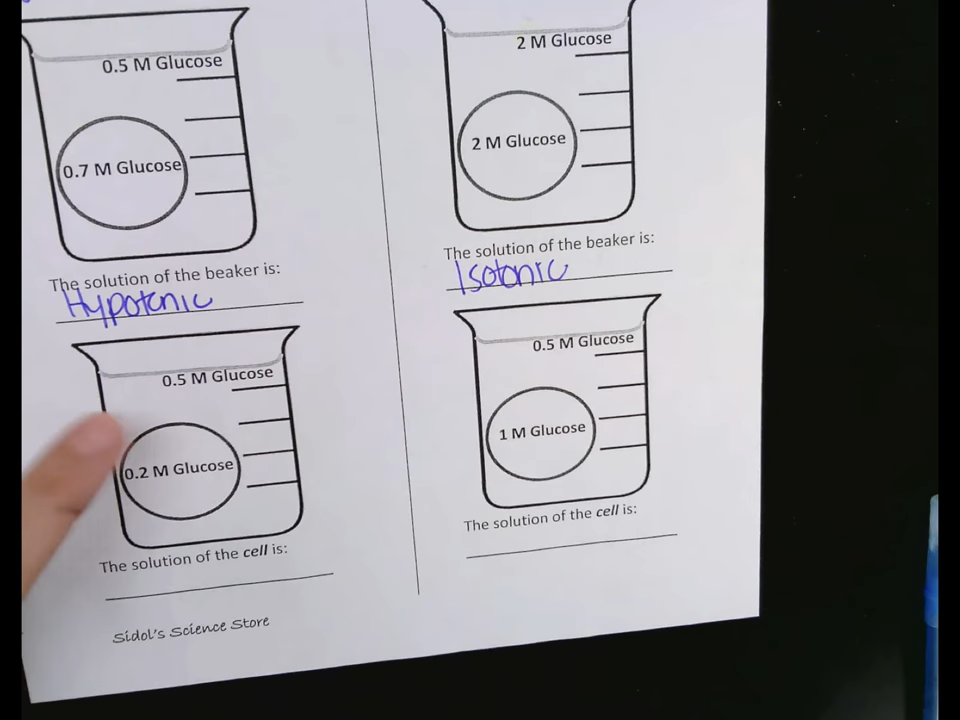 0.5 M Glucose
0.7 M Glucose
The solution of the beaker is:
Hypotonic
2 M Glucose
2 M Glucose
The solution of the beaker is:
Isotonic
0.5 M Glucose
0.2 M Glucose
The solution of the cell is:
0.5 M Glucose
1 M Glucose
The solution of the cell is:
Sidol's Science Store